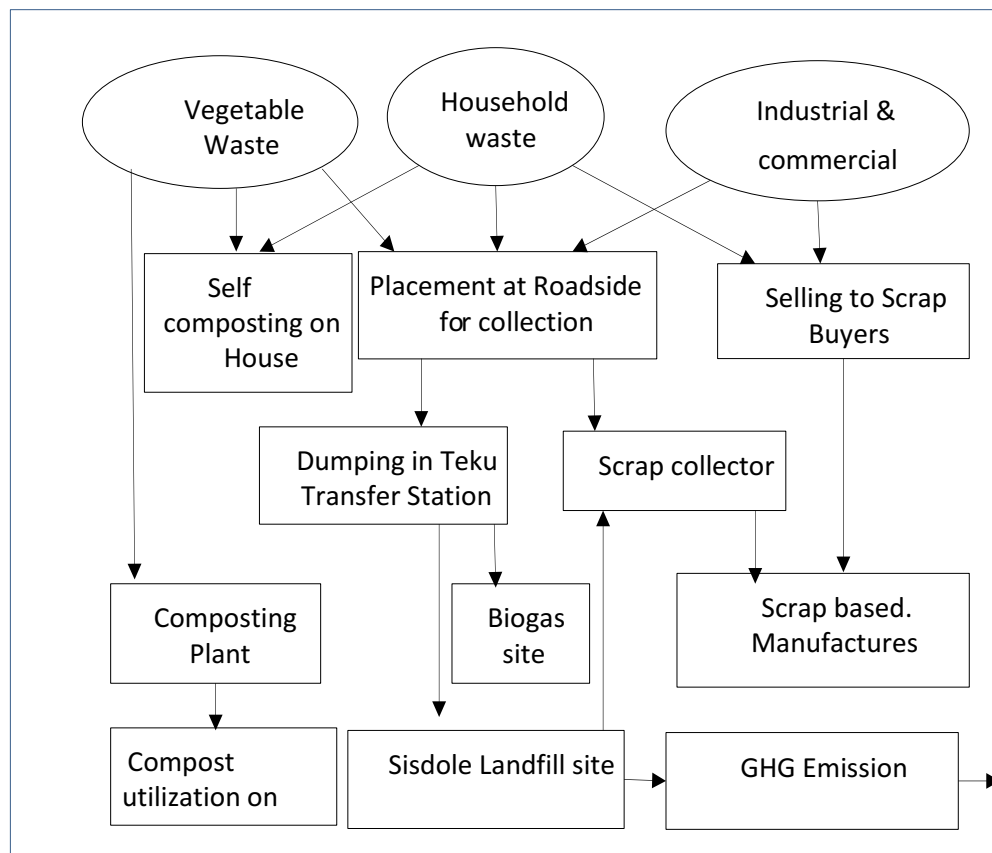 Vegetable
Waste
Household
waste
Industrial &
commercial
Self
composting on
House
Placement at Roadside
for collection
Selling to Scrap
Buyers
Dumping in Teku
Transfer Station
Scrap collector
Composting
Plant
Biogas
site
Scrap based.
Manufactures
Compost
utilization on
Sisdole Landfill site
GHG Emission